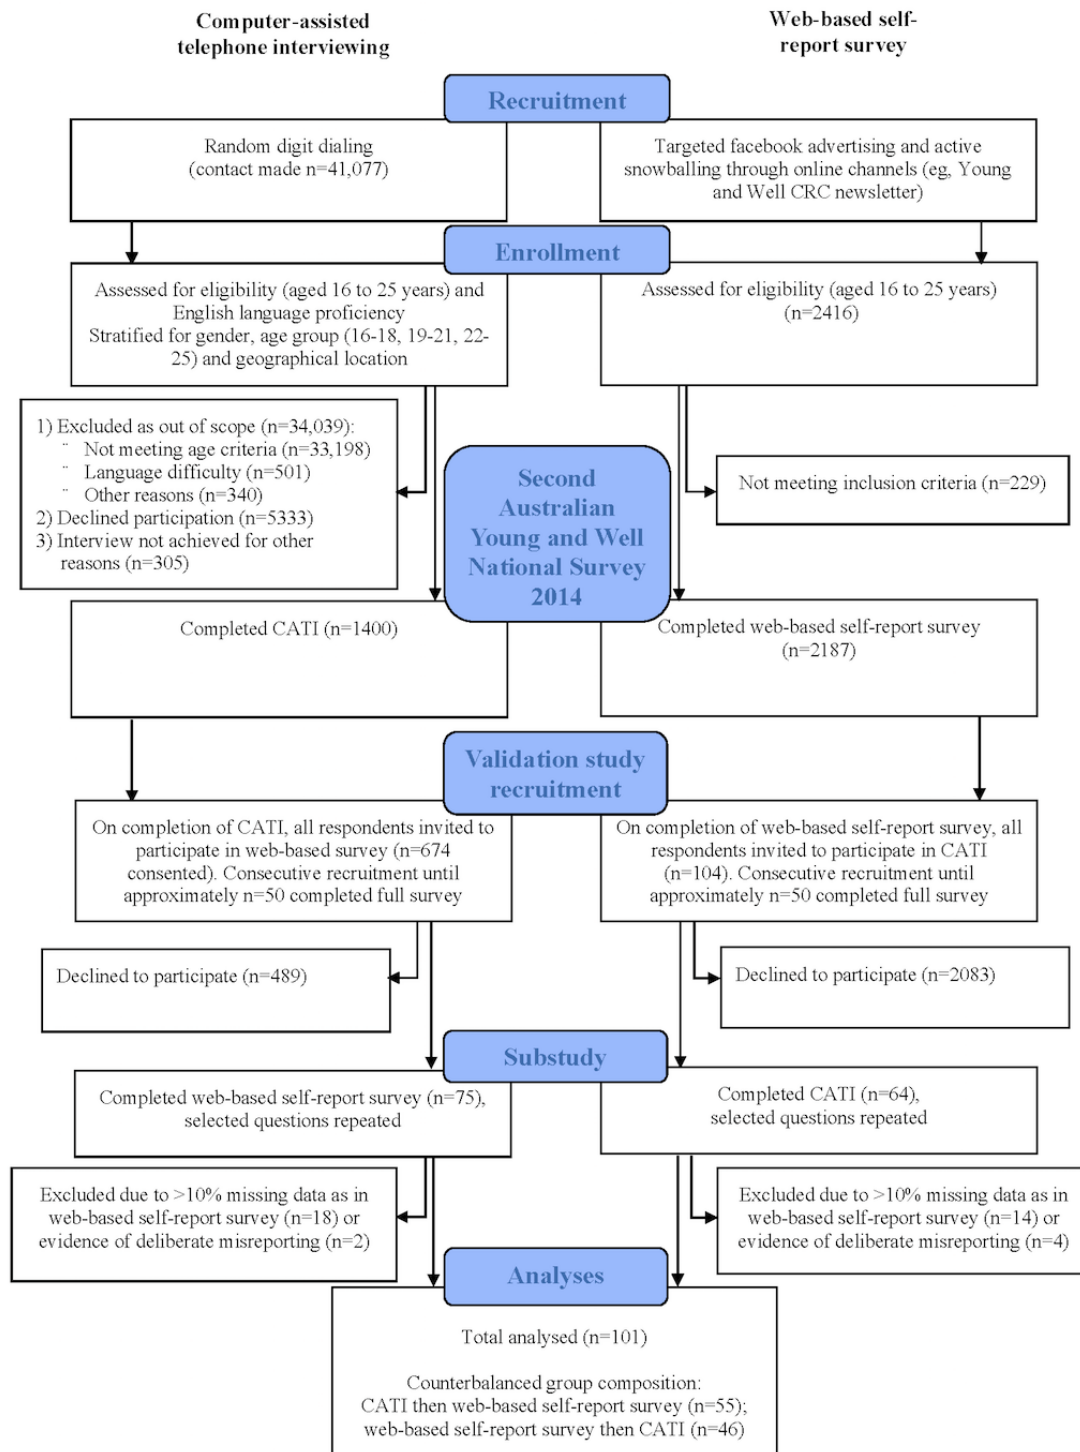 Computer-assisted
telephone interviewing
Web-based self-
report survey
Recruitment
Random digit dialing
(contact made n=41,077)
Targeted facebook advertising and active
snowballing through online channels (eg, Young
and Well CRC newsletter)
Enrollment
Assessed for eligibility (aged 16 to 25 years) and
English language proficiency
Stratified for gender, age group (16-18, 19-21, 22-
25) and geographical location
Assessed for eligibility (aged 16 to 25 years)
(n=2416)
1) Excluded as out of scope (n=34,039):
¨ Not meeting age criteria (n=33,198)
¨ Language difficulty (n=501)
¨ Other reasons (n=340)
2) Declined participation (n=5333)
3) Interview not achieved for other
reasons (n=305)
Second
Australian
Young and Well
National Survey
2014
Not meeting inclusion criteria (n=229)
Completed CATI (n=1400)
Completed web-based self-report survey
(n=2187)
Validation study
recruitment
On completion of CATI, all respondents invited to
participate in web-based survey (n=674
consented). Consecutive recruitment until
approximately n=50 completed full survey
On completion of web-based self-report survey, all
respondents invited to participate in CATI
(n=104). Consecutive recruitment until
approximately n=50 completed full survey
Declined to participate (n=489)
Declined to participate (n=2083)
Substudy
Completed web-based self-report survey (n=75),
selected questions repeated
Completed CATI (n=64),
selected questions repeated
Excluded due to >10% missing data as in
web-based self-report survey (n=18) or
evidence of deliberate misreporting (n=2)
Excluded due to >10% missing data as in
web-based self-report survey (n=14) or
evidence of deliberate misreporting (n=4)
Analyses
Total analysed (n=101)
Counterbalanced group composition:
CATI then web-based self-report survey (n=55);
web-based self-report survey then CATI (n=46)